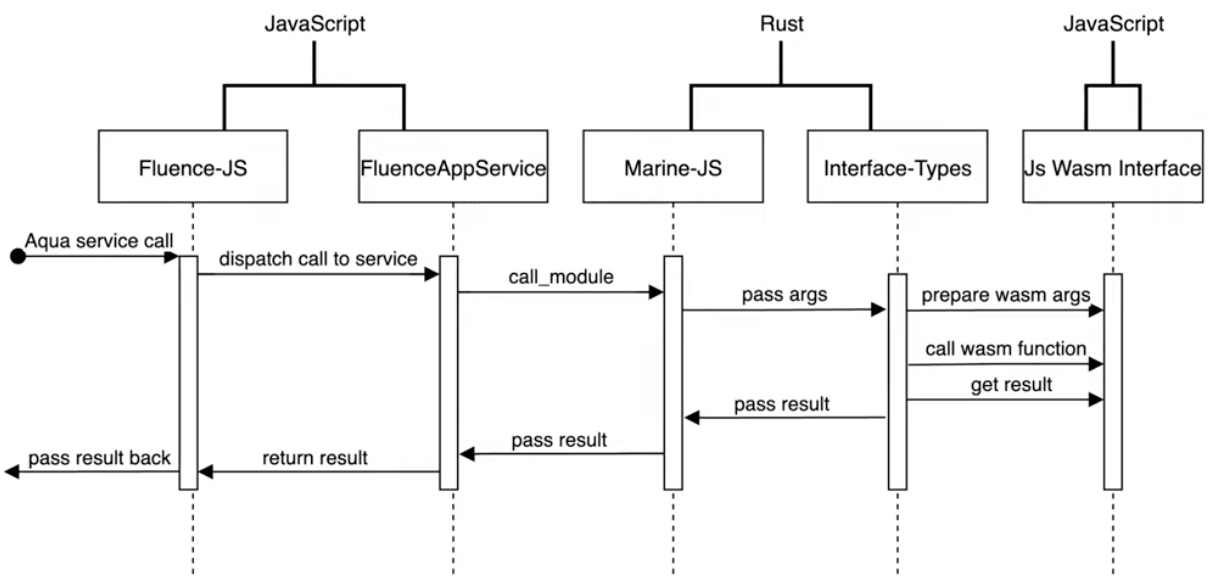 JavaScript
Rust
JavaScript
Fluence-JS
FluenceAppService
Marine-JS
Interface-Types
Js Wasm Interface
Aqua service call
dispatch call to service
call_module
pass args
prepare wasm args
call wasm function
get result
pass result
pass result
return result
pass result back